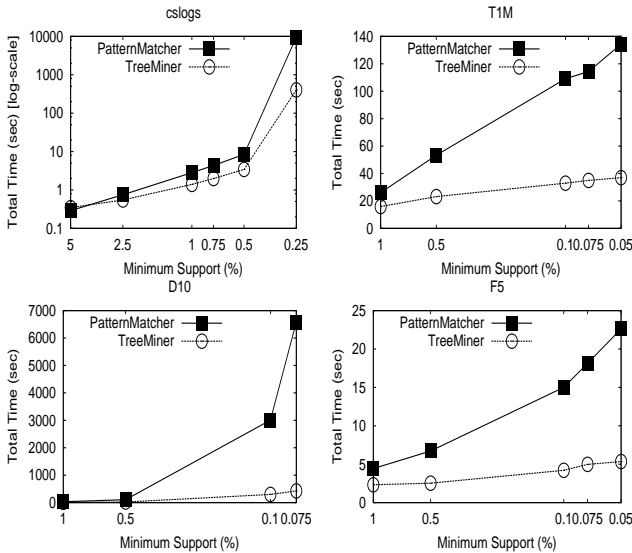 cslogs
Total Time (sec) [log-scale]
10000
1000
100
10
1
0.1
PatternMatcher
TreeMiner
5 2.5 1 0.75 0.5 0.25
Minimum Support (%)
T1M
Total Time (sec)
140
120
100
80
60
40
20
0
PatternMatcher
TreeMiner
1 0.5 0.10.075 0.05
Minimum Support (%)
D10
Total Time (sec)
7000
6000
5000
4000
3000
2000
1000
0
PatternMatcher
TreeMiner
1 0.5 0.10.075
Minimum Support (%)
F5
Total Time (sec)
25
20
15
10
5
0
PatternMatcher
TreeMiner
1 0.5 0.10.075 0.05
Minimum Support (%)